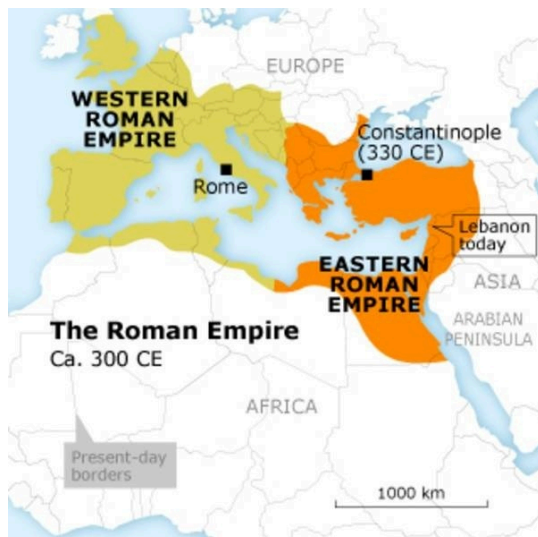 EUROPE
WESTERN
ROMAN
EMPIRE
Constantinople
(330 CE)
Rome
Lebanon
today
EASTERN
ROMAN
EMPIRE
ASIA
ARABIAN
PENINSULA
The Roman Empire
Ca. 300 CE
AFRICA
Present-day
borders
1000 km